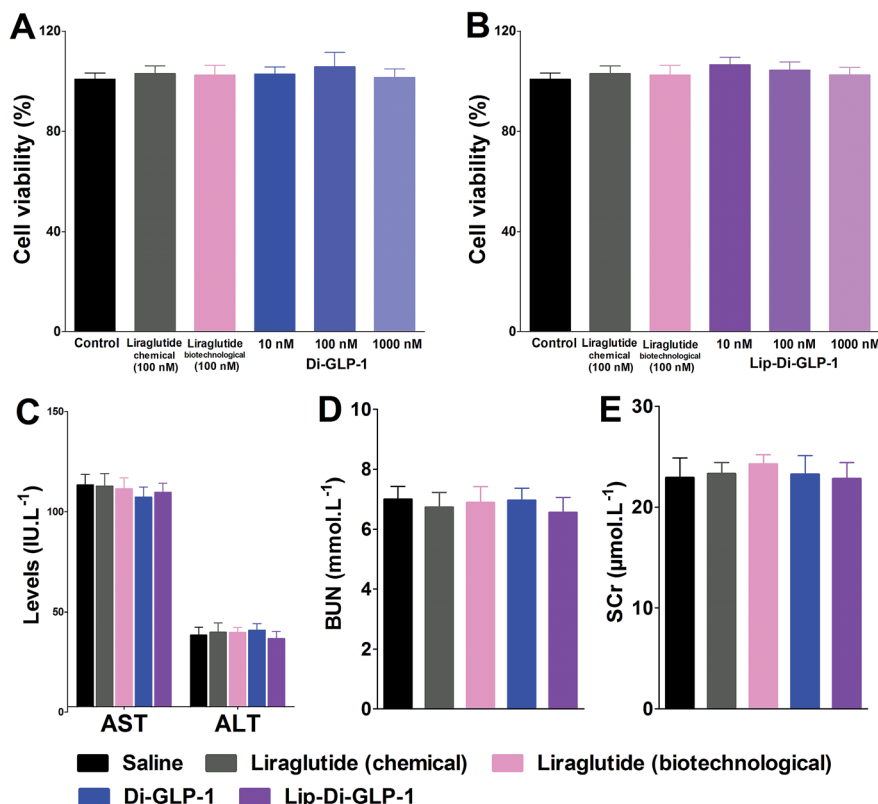 A
Cell viability (%)
120
80
40
0
Control
Liraglutide
chemical
(100 nM)
Liraglutide
biotechnological
(100 nM)
10 nM
100 nM
1000 nM
Di-GLP-1
B
Cell viability (%)
120
80
40
0
Control
Liraglutide
chemical
(100 nM)
Liraglutide
biotechnological
(100 nM)
10 nM
100 nM
1000 nM
Lip-Di-GLP-1
C
Levels (IU.L⁻¹)
150
100
50
0
AST
ALT
D
BUN (mmol.L⁻¹)
10
8
6
4
2
0
E
SCr (µmol.L⁻¹)
30
20
10
0
Saline
Liraglutide (chemical)
Liraglutide (biotechnological)
Di-GLP-1
Lip-Di-GLP-1